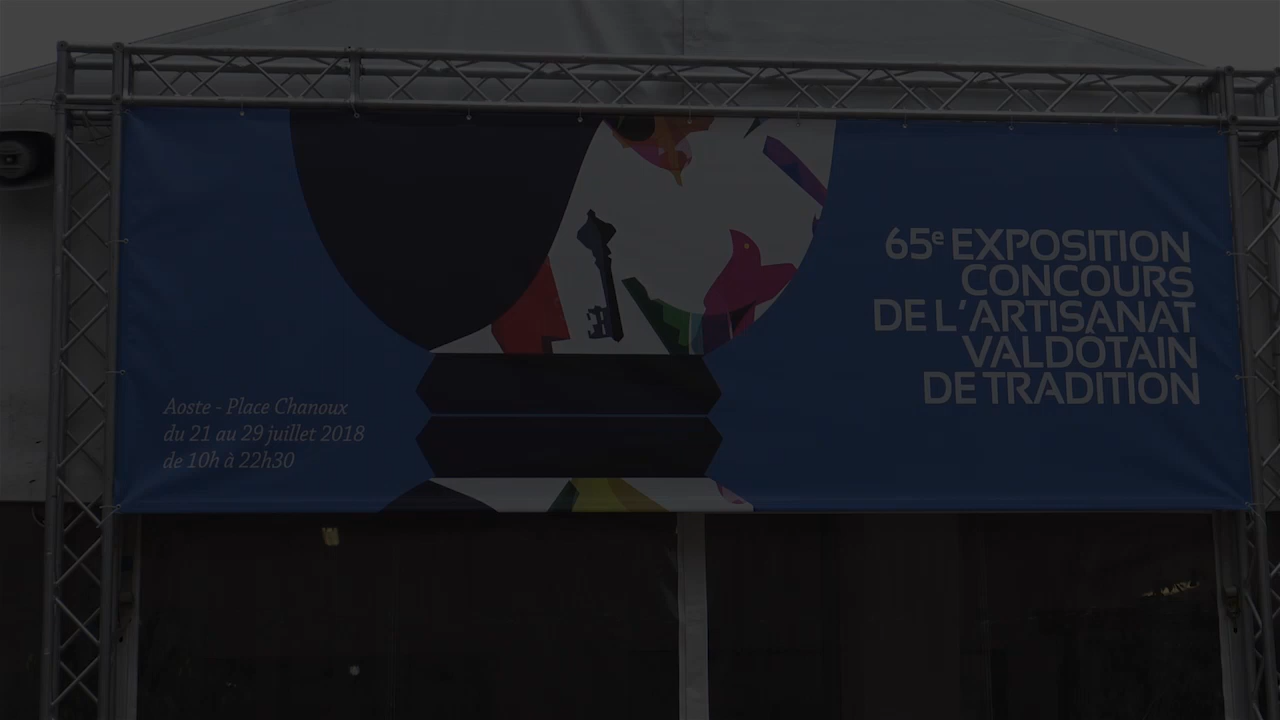 65e EXPOSITION
CONCOURS
DE L'ARTISANAT
VALDOTAIN
DE TRADITION
Aoste - Place Chanoux
du 21 au 29 juillet 2018
de 10h à 22h30